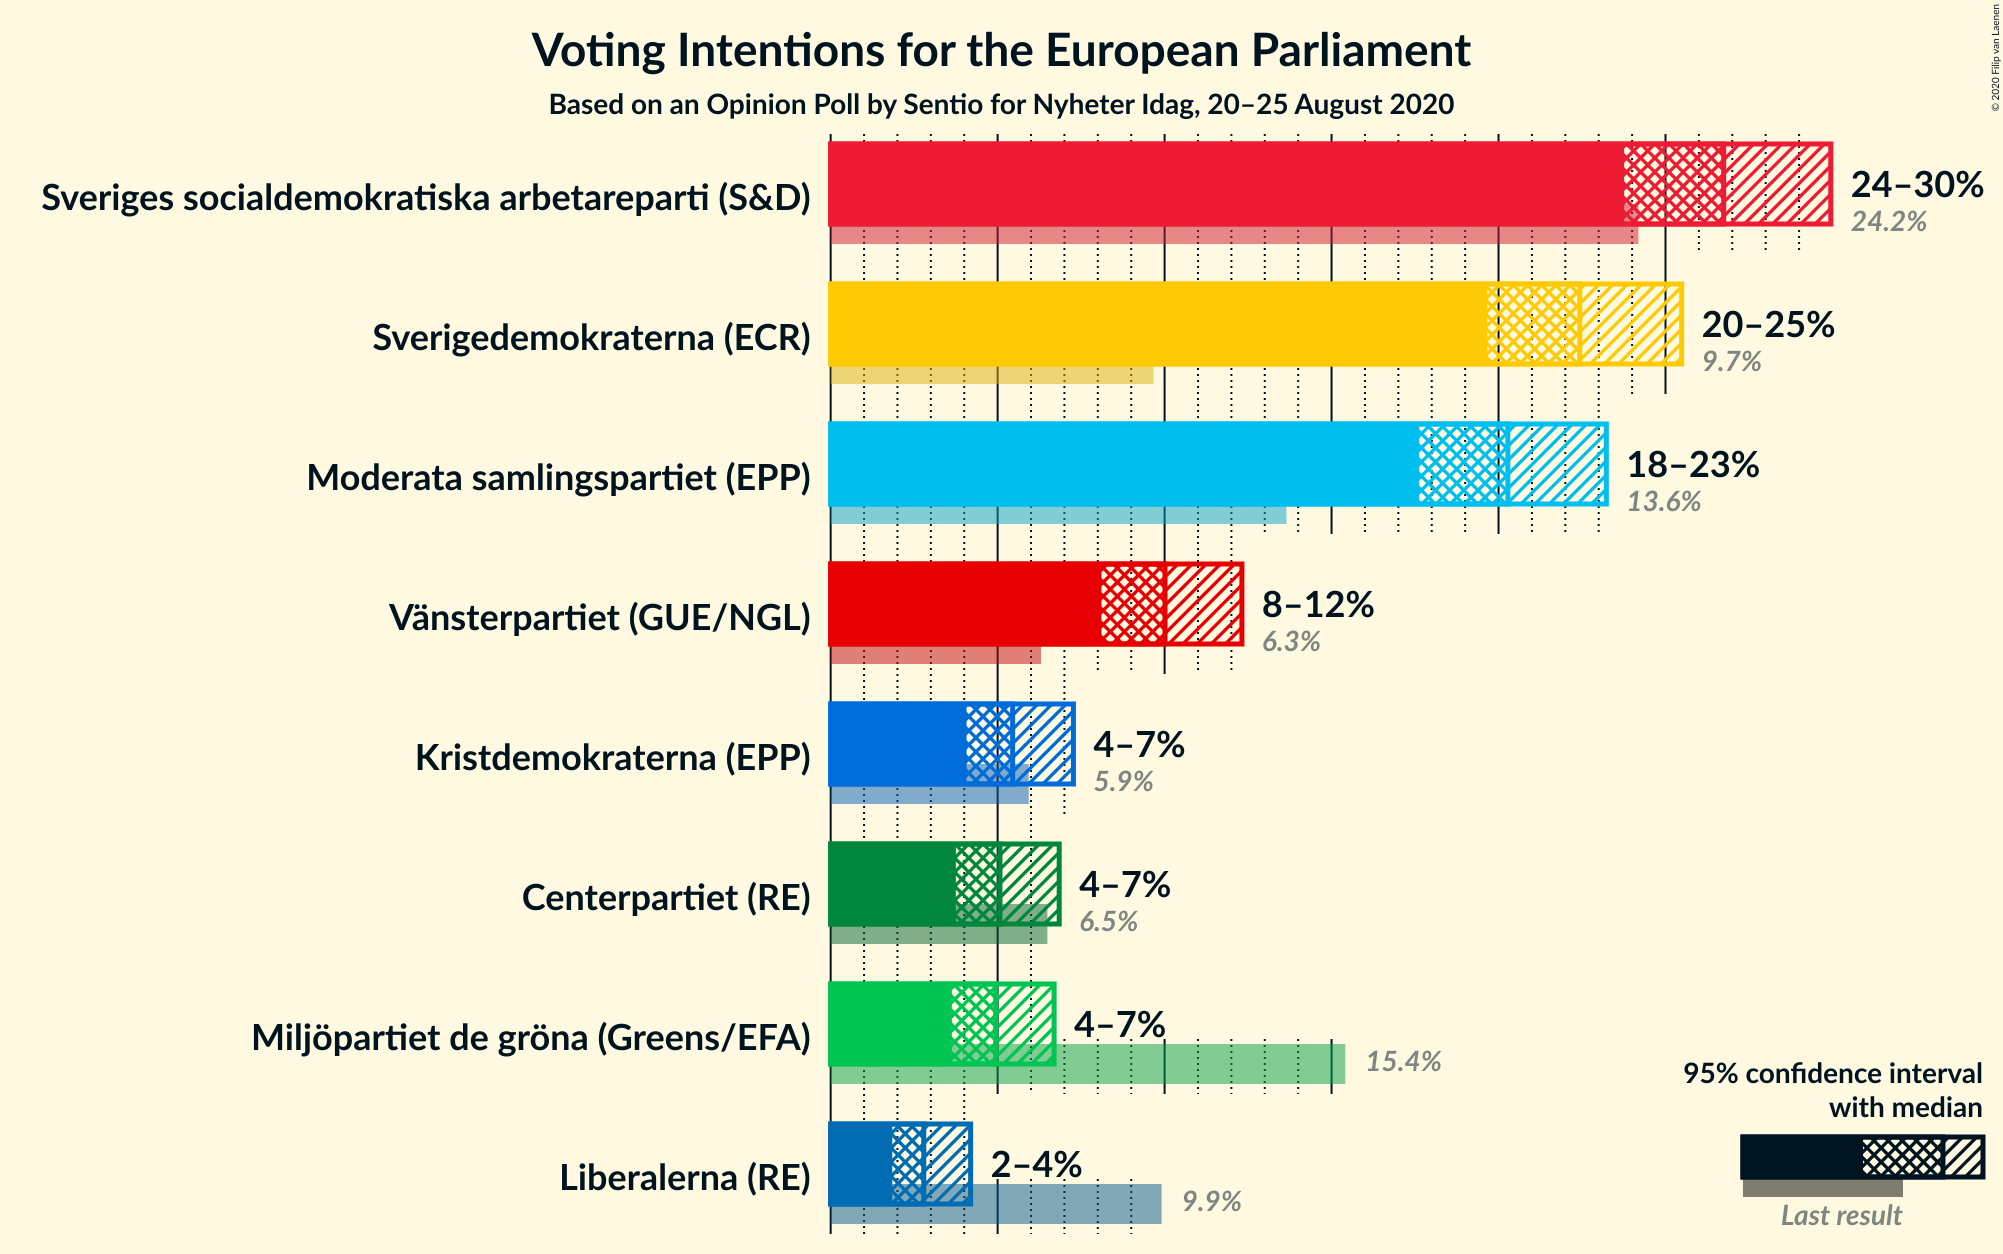 Voting Intentions for the European Parliament
Based on an Opinion Poll by Sentio for Nyheter Idag, 20–25 August 2020
© 2020 Filip van Laenen
Sveriges socialdemokratiska arbetareparti (S&D)
24–30%
24.2%
Sverigedemokraterna (ECR)
20–25%
9.7%
Moderata samlingspartiet (EPP)
18–23%
13.6%
Vänsterpartiet (GUE/NGL)
8–12%
6.3%
Kristdemokraterna (EPP)
4–7%
5.9%
Centerpartiet (RE)
4–7%
6.5%
Miljöpartiet de gröna (Greens/EFA)
4–7%
15.4%
Liberalerna (RE)
2–4%
9.9%
95% confidence interval
with median
Last result